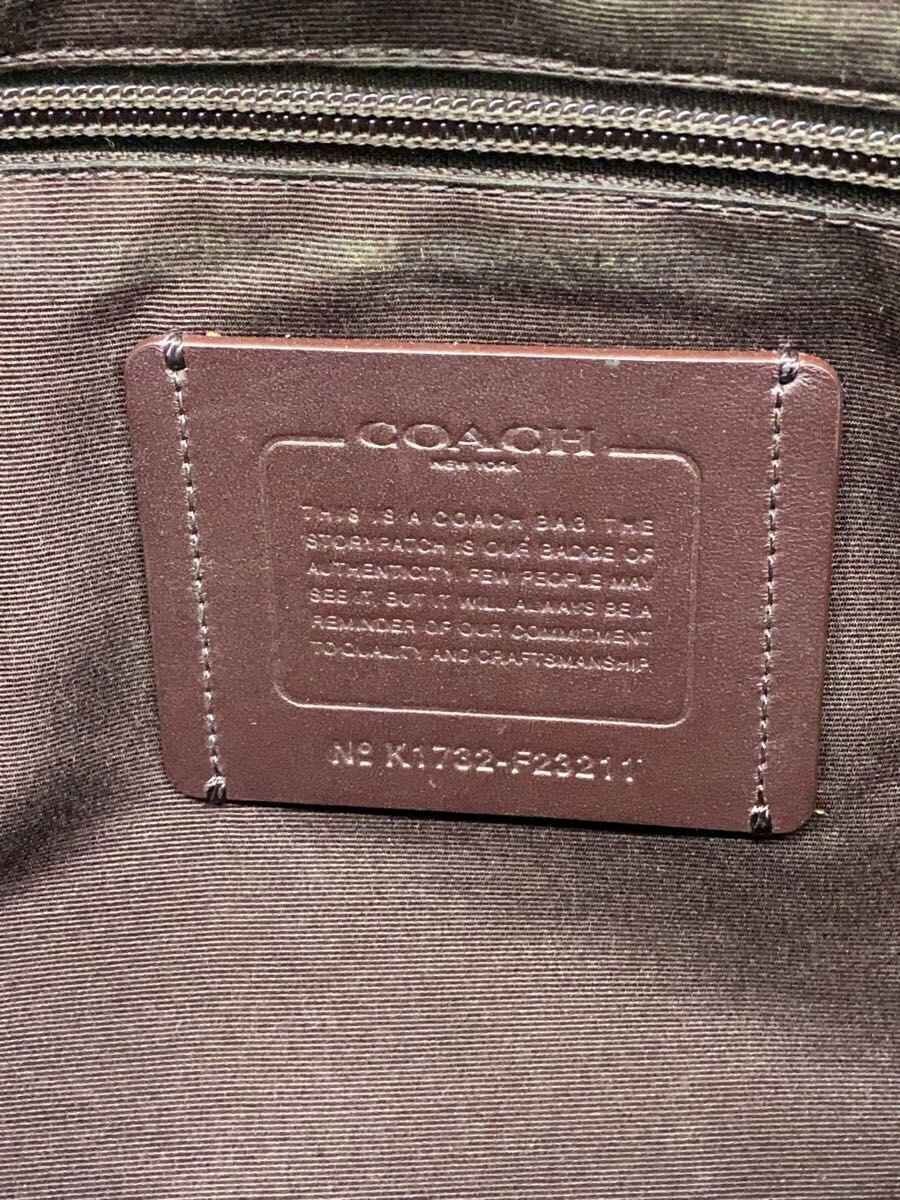 COACH
NEW YORK
THIS IS A COACH BAG. THE
STORYPATCH IS OUR BADGE OF
AUTHENTICITY. FEW PEOPLE MAY
SEE IT, BUT IT WILL ALWAYS BE A
REMINDER OF OUR COMMITMENT
TO QUALITY AND CRAFTSMANSHIP.
Nº K1732-F23211